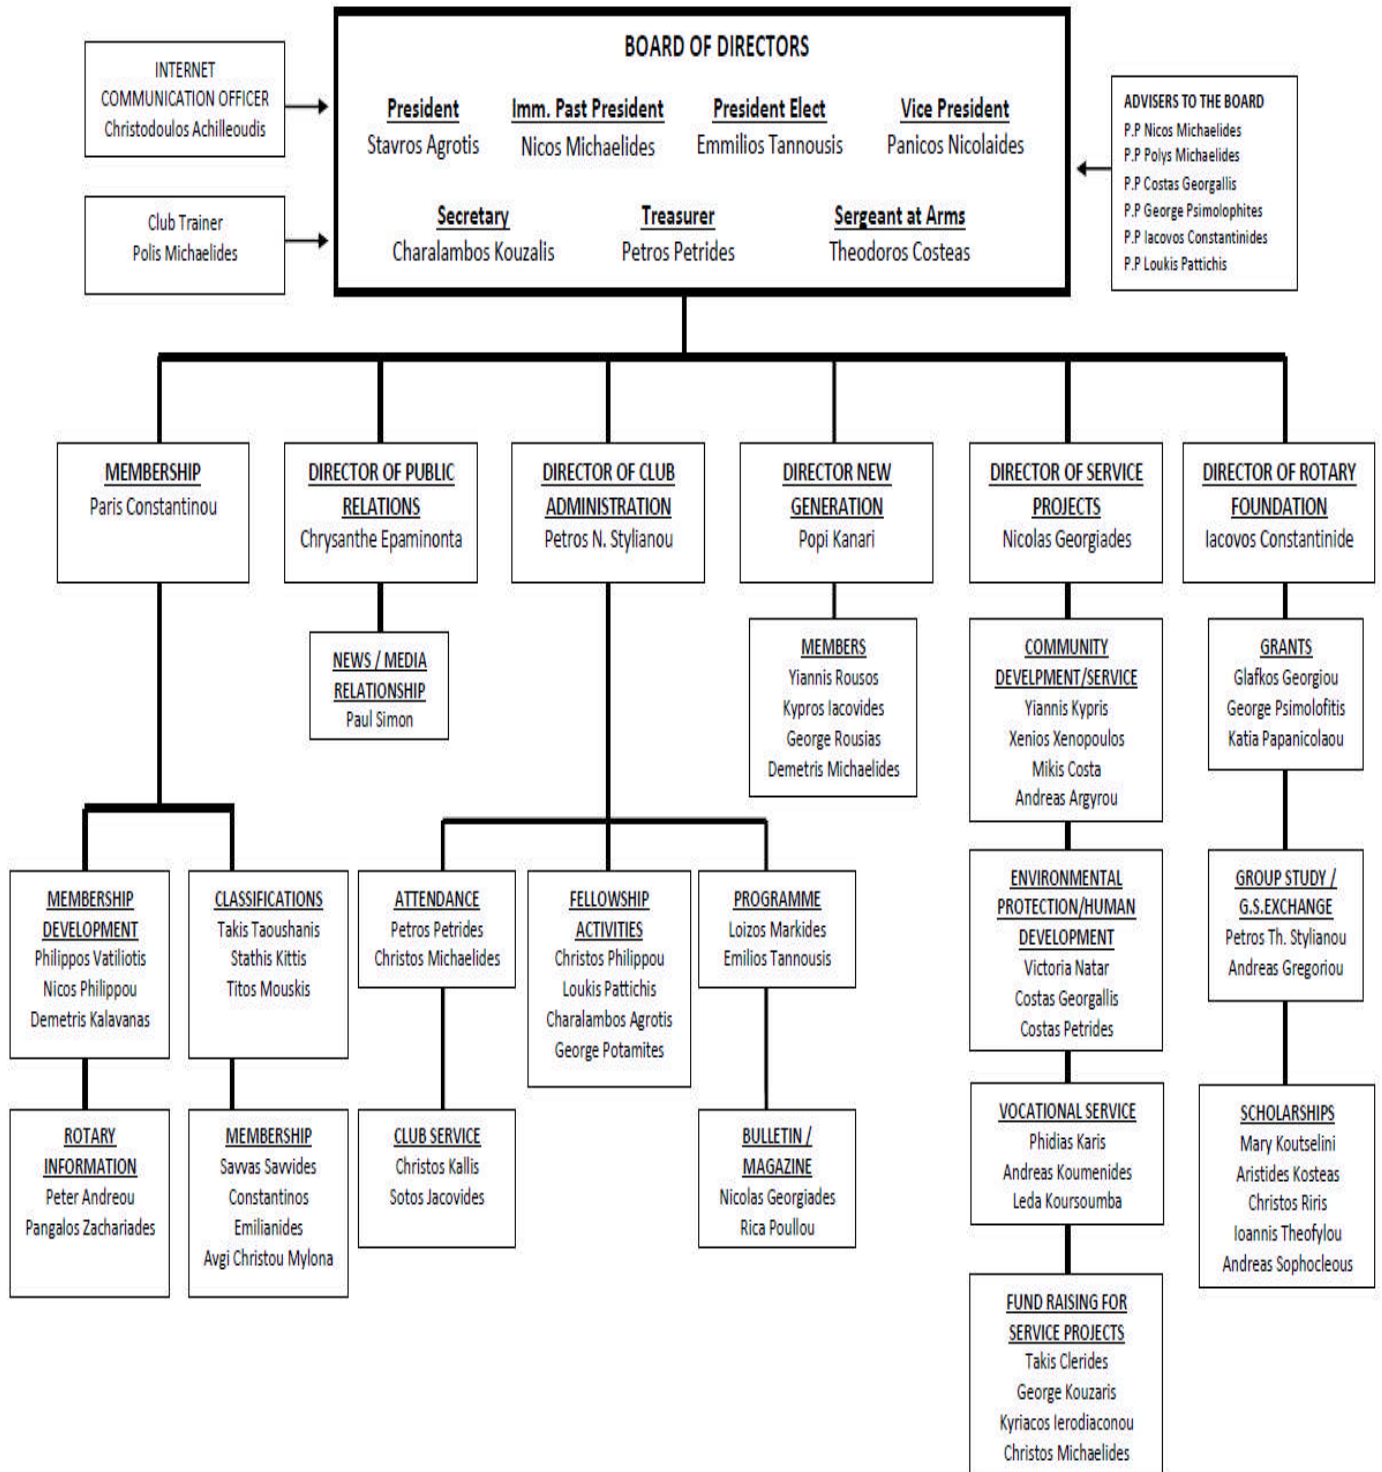 BOARD OF DIRECTORS
President
Stavros Agrotis
Imm. Past President
Nicos Michaelides
President Elect
Emmilios Tannousis
Vice President
Panicos Nicolaides
Secretary
Charalambos Kouzalis
Treasurer
Petros Petrides
Sergeant at Arms
Theodoros Costeas
INTERNET
COMMUNICATION OFFICER
Christodoulos Achilleoudis
Club Trainer
Polis Michaelides
ADVISERS TO THE BOARD
P.P Nicos Michaelides
P.P Polys Michaelides
P.P Costas Georgallis
P.P George Psimolophites
P.P Iacovos Constantinides
P.P Loukis Pattichis
MEMBERSHIP
Paris Constantinou
DIRECTOR OF PUBLIC
RELATIONS
Chrysanthe Epaminonta
DIRECTOR OF CLUB
ADMINISTRATION
Petros N. Stylianou
DIRECTOR NEW
GENERATION
Popi Kanari
DIRECTOR OF SERVICE
PROJECTS
Nicolas Georgiades
DIRECTOR OF ROTARY
FOUNDATION
Iacovos Constantinide
NEWS / MEDIA
RELATIONSHIP
Paul Simon
MEMBERS
Yiannis Rousos
Kypros Iacovides
George Rousias
Demetris Michaelides
COMMUNITY
DEVELPMENT/SERVICE
Yiannis Kypris
Xenios Xenopoulos
Mikis Costa
Andreas Argyrou
GRANTS
Glafkos Georgiou
George Psimolofitis
Katia Papanicolaou
MEMBERSHIP
DEVELOPMENT
Philippos Vatiliotis
Nicos Philippou
Demetris Kalavanas
CLASSIFICATIONS
Takis Taoushanis
Stathis Kittis
Titos Mouskis
ATTENDANCE
Petros Petrides
Christos Michaelides
FELLOWSHIP
ACTIVITIES
Christos Philippou
Loukis Pattichis
Charalambos Agrotis
George Potamites
PROGRAMME
Loizos Markides
Emilios Tannousis
ENVIRONMENTAL
PROTECTION/HUMAN
DEVELOPMENT
Victoria Natar
Costas Georgallis
Costas Petrides
GROUP STUDY /
G.S.EXCHANGE
Petros Th. Stylianou
Andreas Gregoriou
ROTARY
INFORMATION
Peter Andreou
Pangalos Zachariades
MEMBERSHIP
Savvas Savvides
Constantinos
Emilianides
Avgi Christou Mylona
CLUB SERVICE
Christos Kallis
Sotos Jacovides
BULLETIN /
MAGAZINE
Nicolas Georgiades
Rica Poullou
VOCATIONAL SERVICE
Phidias Karis
Andreas Koumenides
Leda Koursoumba
SCHOLARSHIPS
Mary Koutselini
Aristides Kosteas
Christos Riris
Ioannis Theofylou
Andreas Sophocleous
FUND RAISING FOR
SERVICE PROJECTS
Takis Clerides
George Kouzaris
Kyriacos Ierodiaconou
Christos Michaelides